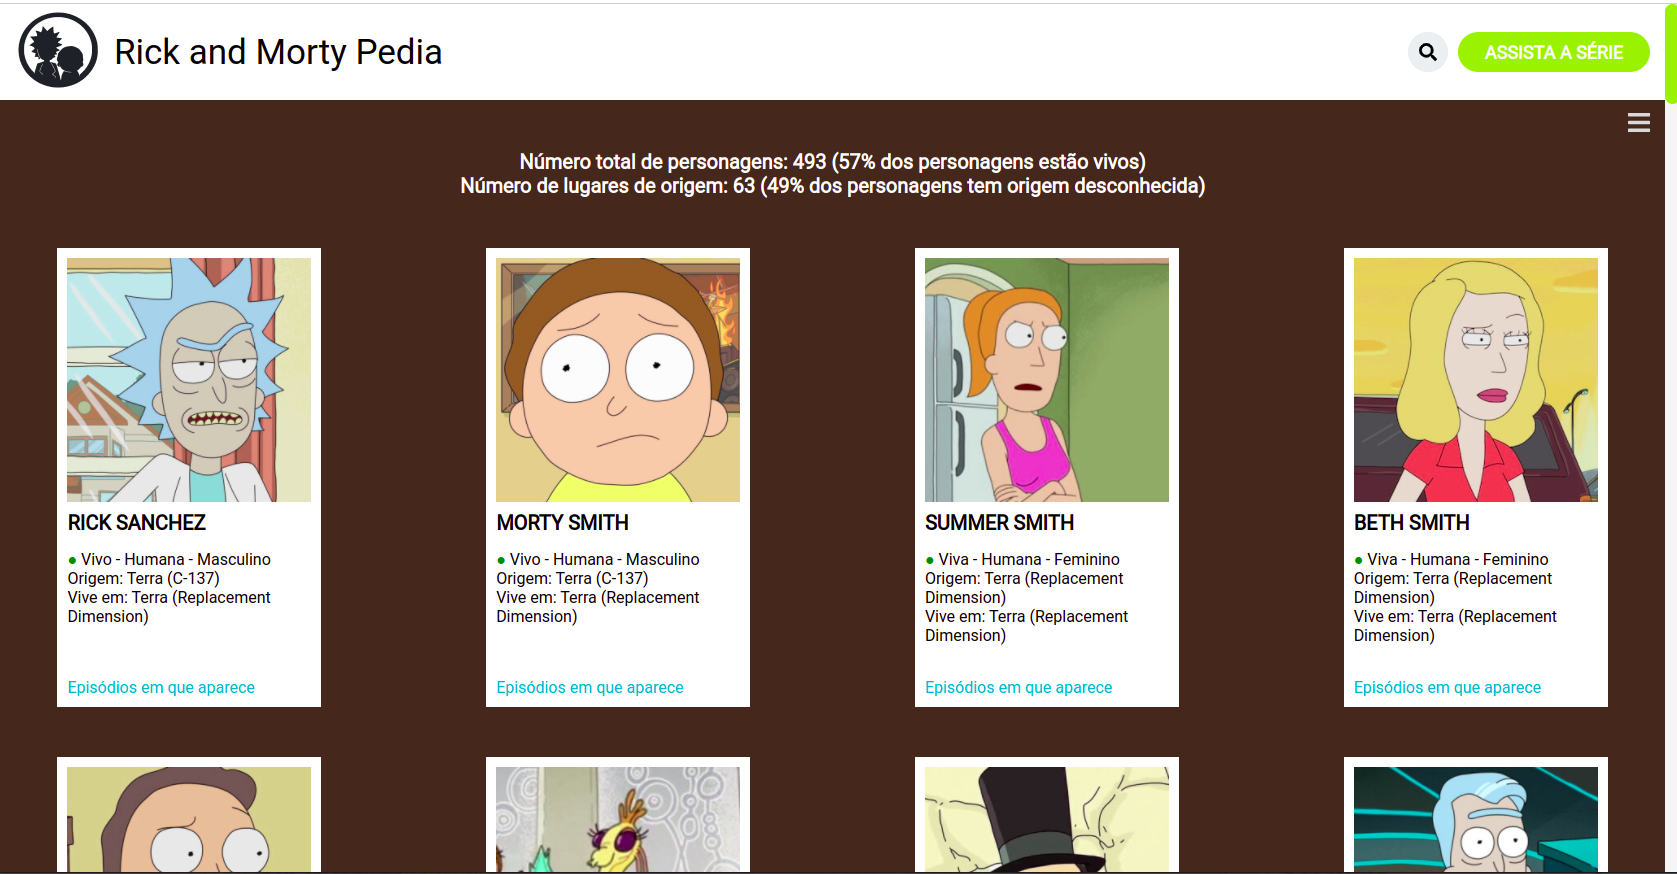 Rick and Morty Pedia
ASSISTA A SÉRIE
Número total de personagens: 493 (57% dos personagens estão vivos)
Número de lugares de origem: 63 (49% dos personagens tem origem desconhecida)
RICK SANCHEZ
● Vivo - Humana - Masculino
Origem: Terra (C-137)
Vive em: Terra (Replacement
Dimension)
Episódios em que aparece
MORTY SMITH
● Vivo - Humana - Masculino
Origem: Terra (C-137)
Vive em: Terra (Replacement
Dimension)
Episódios em que aparece
SUMMER SMITH
● Viva - Humana - Feminino
Origem: Terra (Replacement
Dimension)
Vive em: Terra (Replacement
Dimension)
Episódios em que aparece
BETH SMITH
● Viva - Humana - Feminino
Origem: Terra (Replacement
Dimension)
Vive em: Terra (Replacement
Dimension)
Episódios em que aparece